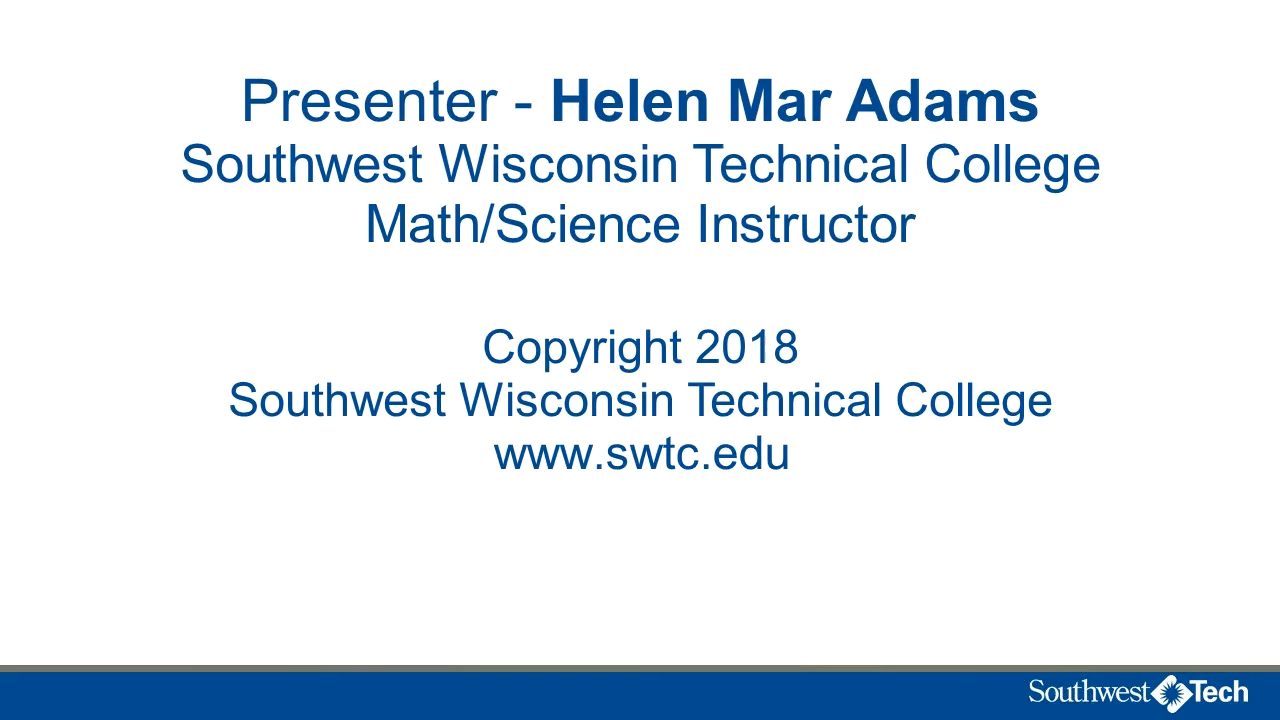 Presenter - Helen Mar Adams
Southwest Wisconsin Technical College
Math/Science Instructor
Copyright 2018
Southwest Wisconsin Technical College
www.swtc.edu
Southwest Tech